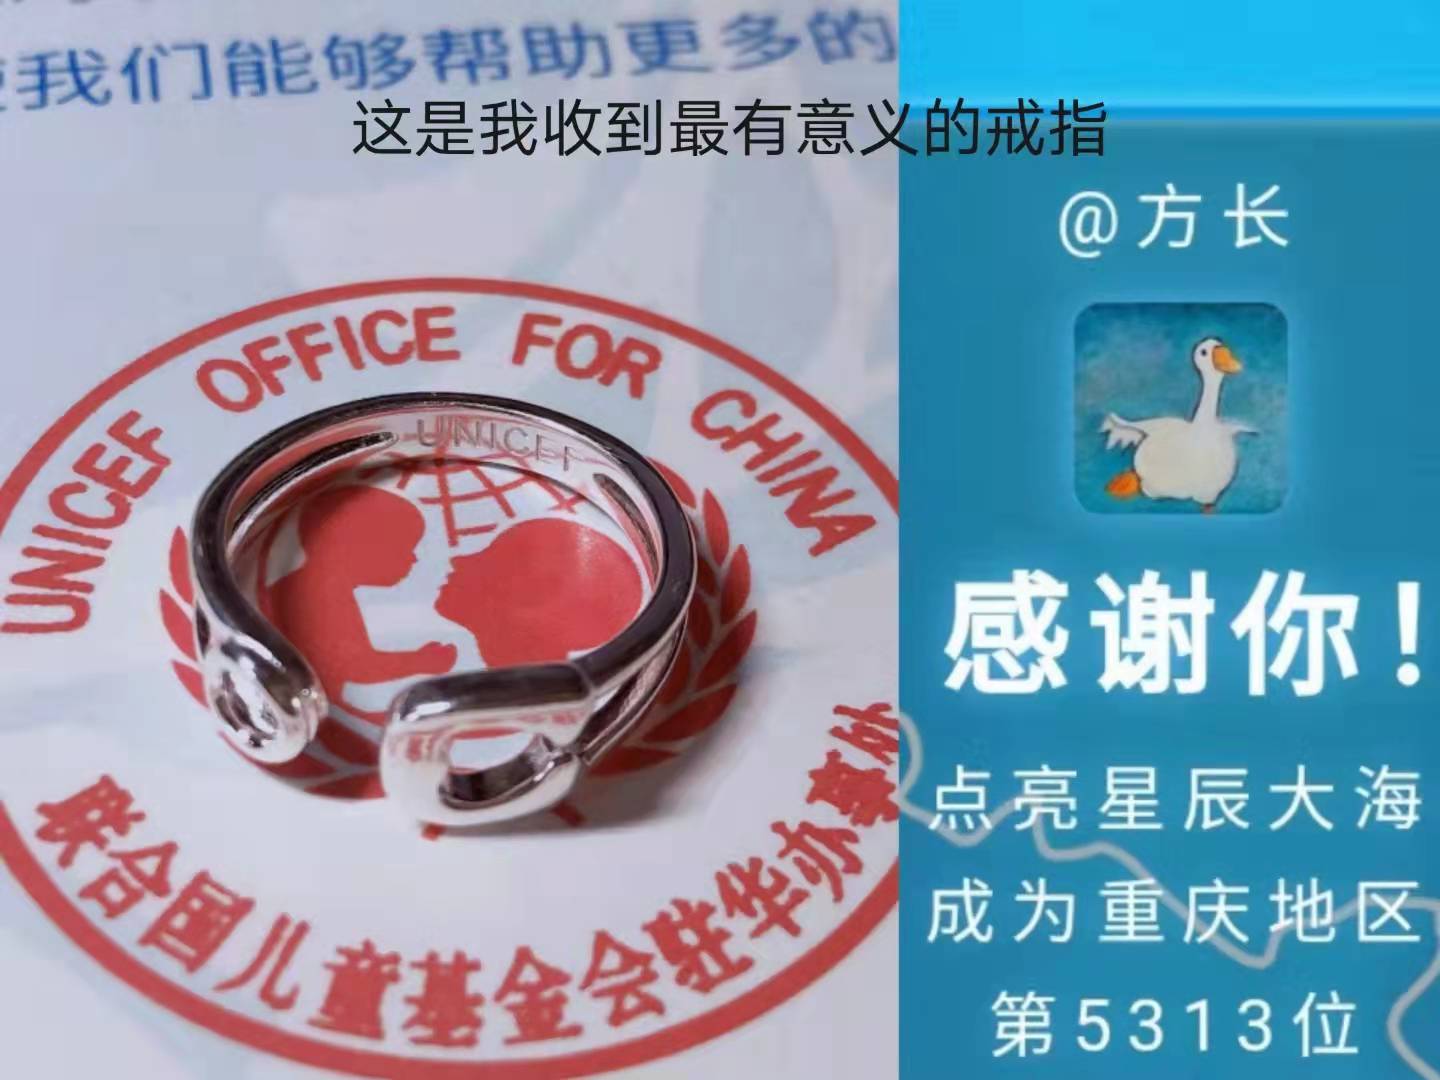 我们能够帮助更多的
这是我收到最有意义的戒指
@方长
UNICEF OFFICE FOR CHINA
UNICEF
联合国儿童基金会驻华办事处
感谢你!
点亮星辰大海
成为重庆地区
第5313位